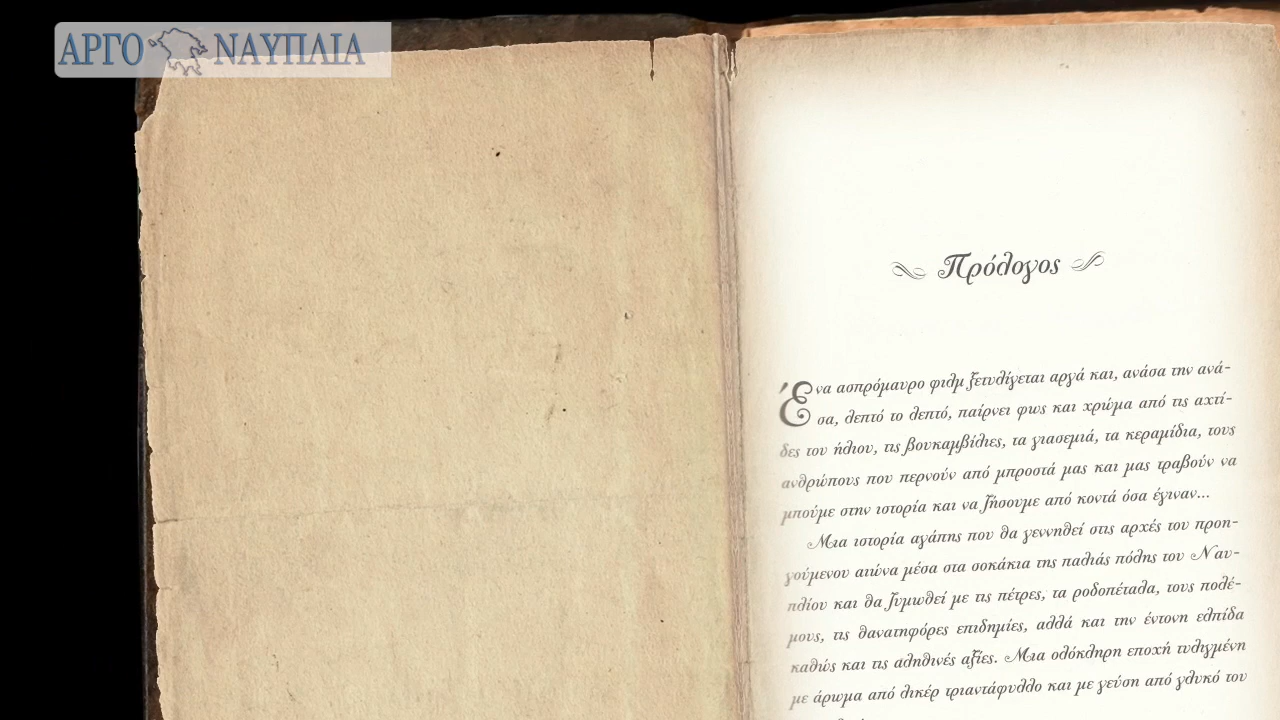 ΑΡΓΟ ΝΑΥΠΛΙΑ
Πρόλογος
Ένα ασπρόμαυρο φιλμ ξετυλίγεται αργά και, ανάσα την ανά-
σα, λεπτό το λεπτό, παίρνει φως και χρώμα από τις αχτί-
δες του ήλιου, τις βουκαμβίλιες, τα γιασεμιά, τα κεραμίδια, τους
ανθρώπους που περνούν από μπροστά μας και μας τραβούν να
μπούμε στην ιστορία και να ζήσουμε από κοντά όσα έγιναν...
Μια ιστορία αγάπης που θα γεννηθεί στις αρχές του προη-
γούμενου αιώνα μέσα στα σοκάκια της παλιάς πόλης του Ναυ-
πλίου και θα ζυμωθεί με τις πέτρες, τα ροδοπέταλα, τους πολέ-
μους, τις θανατηφόρες επιδημίες, αλλά και την έντονη ελπίδα
καθώς και τις αληθινές αξίες. Μια ολόκληρη εποχή τυλιγμένη
με άρωμα από λικέρ τριαντάφυλλο και με γεύση από γλυκό του